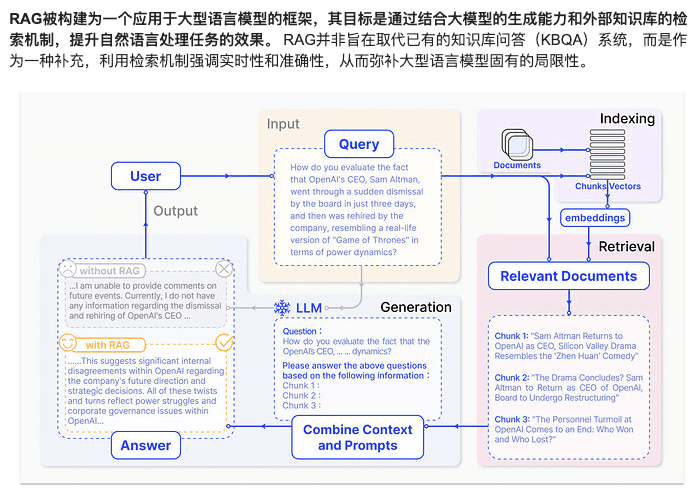 RAG被构建为一个应用于大型语言模型的框架，其目标是通过结合大模型的生成能力和外部知识库的检
索机制，提升自然语言处理任务的效果。 RAG并非旨在取代已有的知识库问答（KBQA）系统，而是作
为一种补充，利用检索机制强调实时性和准确性，从而弥补大型语言模型固有的局限性。
Input
Query
How do you evaluate the fact
that OpenAI's CEO, Sam Altman,
went through a sudden dismissal
by the board in just three days,
and then was rehired by the
company, resembling a real-life
version of "Game of Thrones" in
terms of power dynamics?
Indexing
Documents
Chunks Vectors
embeddings
User
Output
Retrieval
Relevant Documents
Chunk 1: "Sam Altman Returns to
OpenAI as CEO, Silicon Valley Drama
Resembles the 'Zhen Huan' Comedy"
Chunk 2: "The Drama Concludes? Sam
Altman to Return as CEO of OpenAI,
Board to Undergo Restructuring"
Chunk 3: "The Personnel Turmoil at
OpenAI Comes to an End: Who Won
and Who Lost?"
without RAG
...I am unable to provide comments on
future events. Currently, I do not have
any information regarding the dismissal
and rehiring of OpenAI's CEO ...
with RAG
......This suggests significant internal
disagreements within OpenAI regarding
the company's future direction and
strategic decisions. All of these twists
and turns reflect power struggles and
corporate governance issues within
OpenAI...
Answer
LLM
Generation
Question :
How do you evaluate the fact that the
OpenAI's CEO, ... ... dynamics?
Please answer the above questions
based on the following information :
Chunk 1 :
Chunk 2 :
Chunk 3 :
Combine Context
and Prompts